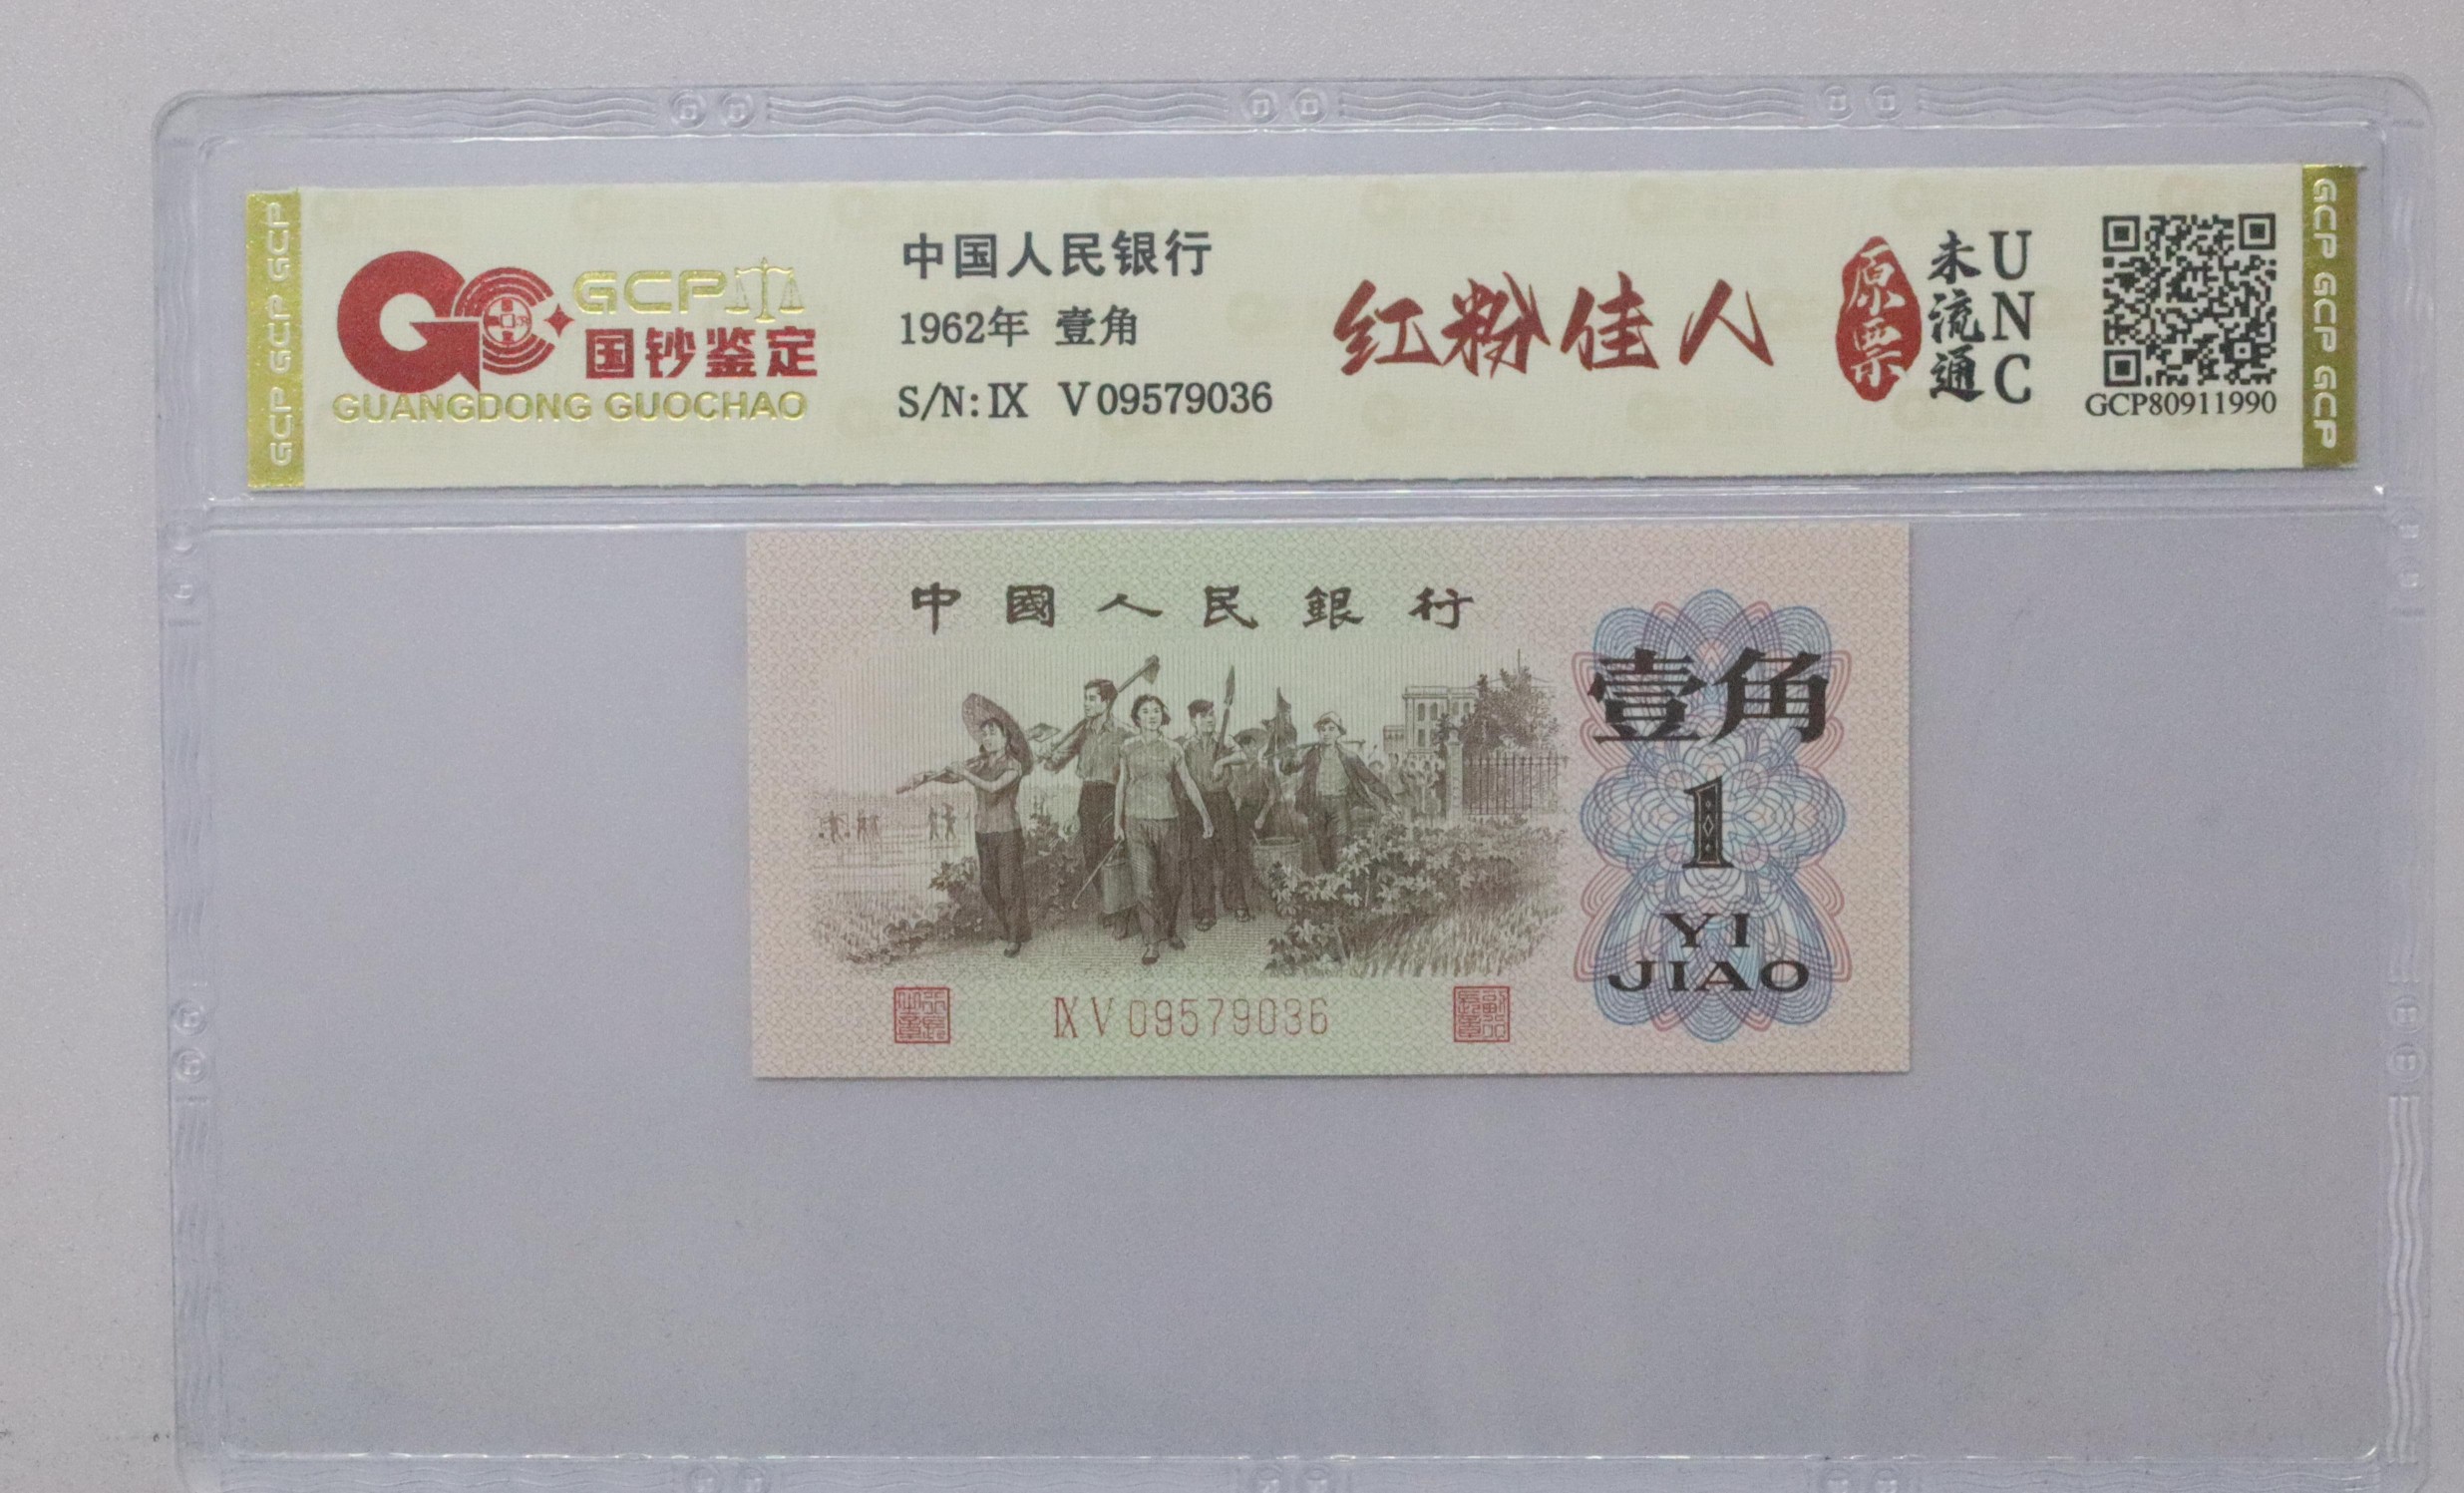 GCP GCP GCP
GCP
国钞鉴定
GUANGDONG GUOCHAO
中国人民银行
1962年 壹角
S/N: Ⅸ V 09579036
红粉佳人
原票
未流通
UNC
GCP80911990
GCP GCP GCP GCP
中國人民銀行
壹角
1
YI
JIAO
Ⅸ V 09579036